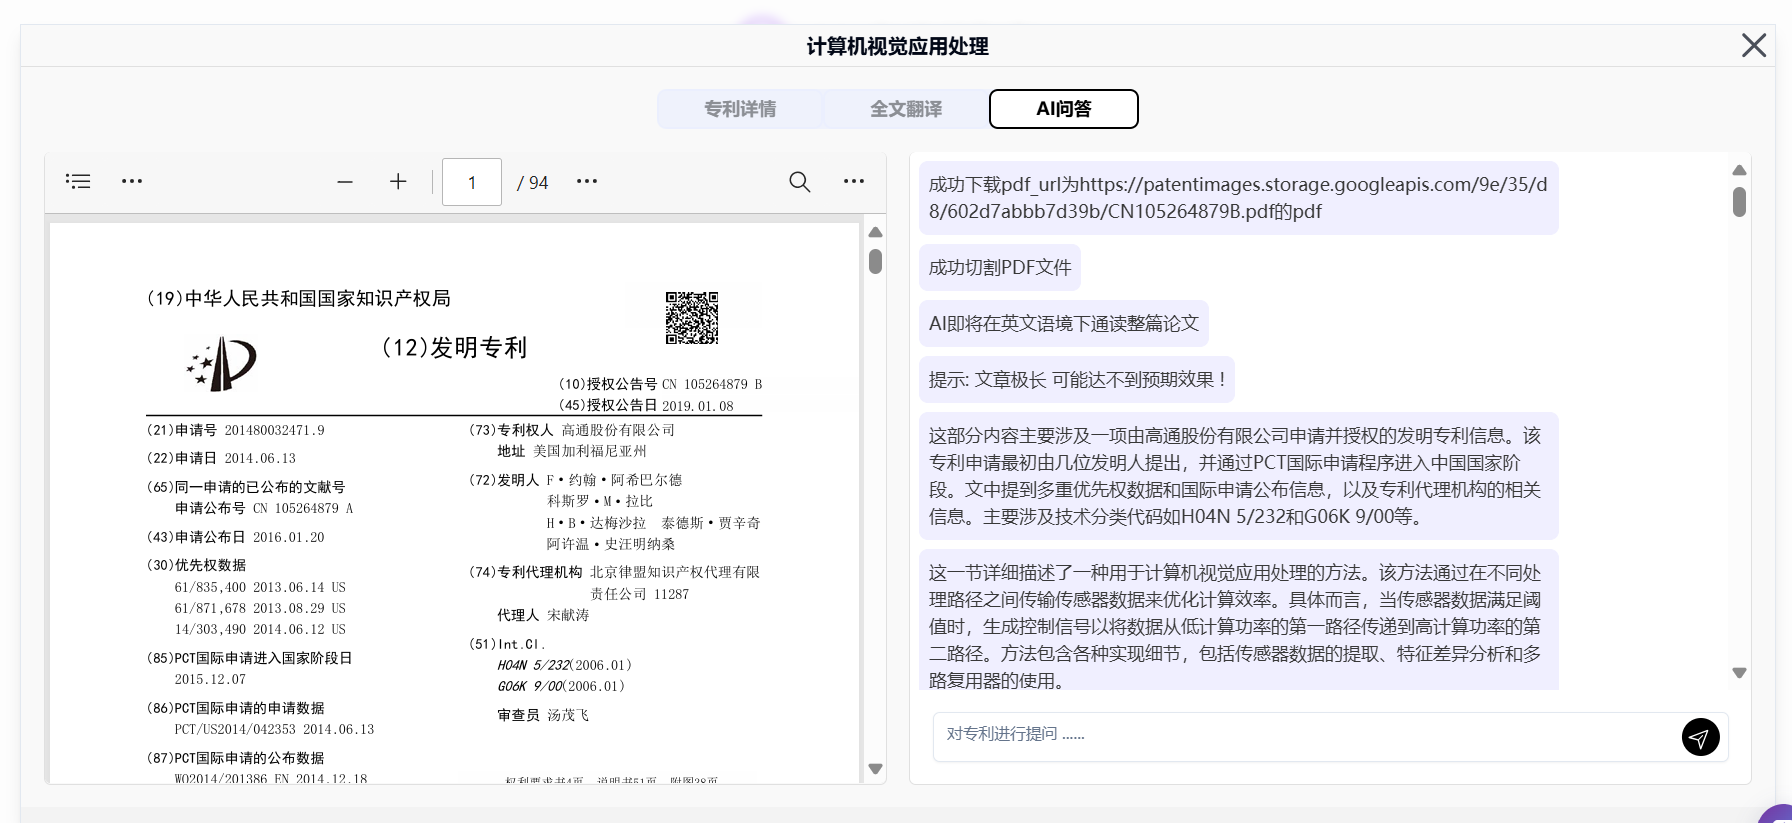 计算机视觉应用处理
专利详情
全文翻译
AI问答
1
/ 94
(19)中华人民共和国国家知识产权局
(12)发明专利
(10)授权公告号 CN 105264879 B
(45)授权公告日 2019.01.08
(21)申请号 201480032471.9
(22)申请日 2014.06.13
(65)同一申请的已公布的文献号
申请公布号 CN 105264879 A
(43)申请公布日 2016.01.20
(30)优先权数据
61/835,400 2013.06.14 US
61/871,678 2013.08.29 US
14/303,490 2014.06.12 US
(85)PCT国际申请进入国家阶段日
2015.12.07
(86)PCT国际申请的申请数据
PCT/US2014/042353 2014.06.13
(87)PCT国际申请的公布数据
WO2014/201386 EN 2014.12.18
(73)专利权人 高通股份有限公司
地址 美国加利福尼亚州
(72)发明人 F·约翰·阿希巴尔德
科斯罗·M·拉比
H·B·达梅沙拉 泰德斯·贾辛奇
阿许温·史汪明纳桑
(74)专利代理机构 北京律盟知识产权代理有限
责任公司 11287
代理人 宋献涛
(51)Int.Cl.
H04N 5/232(2006.01)
G06K 9/00(2006.01)
审查员 汤茂飞
权利要求书4页 说明书51页 附图38页
成功下载pdf_url为https://patentimages.storage.googleapis.com/9e/35/d
8/602d7abbb7d39b/CN105264879B.pdf的pdf
成功切割PDF文件
AI即将在英文语境下通读整篇论文
提示: 文章极长 可能达不到预期效果！
这部分内容主要涉及一项由高通股份有限公司申请并授权的发明专利信息。该
专利申请最初由几位发明人提出，并通过PCT国际申请程序进入中国国家阶
段。文中提到多重优先权数据和国际申请公布信息，以及专利代理机构的相关
信息。主要涉及技术分类代码如H04N 5/232和G06K 9/00等。
这一节详细描述了一种用于计算机视觉应用处理的方法。该方法通过在不同处
理路径之间传输传感器数据来优化计算效率。具体而言，当传感器数据满足阈
值时，生成控制信号以将数据从低计算功率的第一路径传递到高计算功率的第
二路径。方法包含各种实现细节，包括传感器数据的提取、特征差异分析和多
路复用器的使用。
对专利进行提问 ......